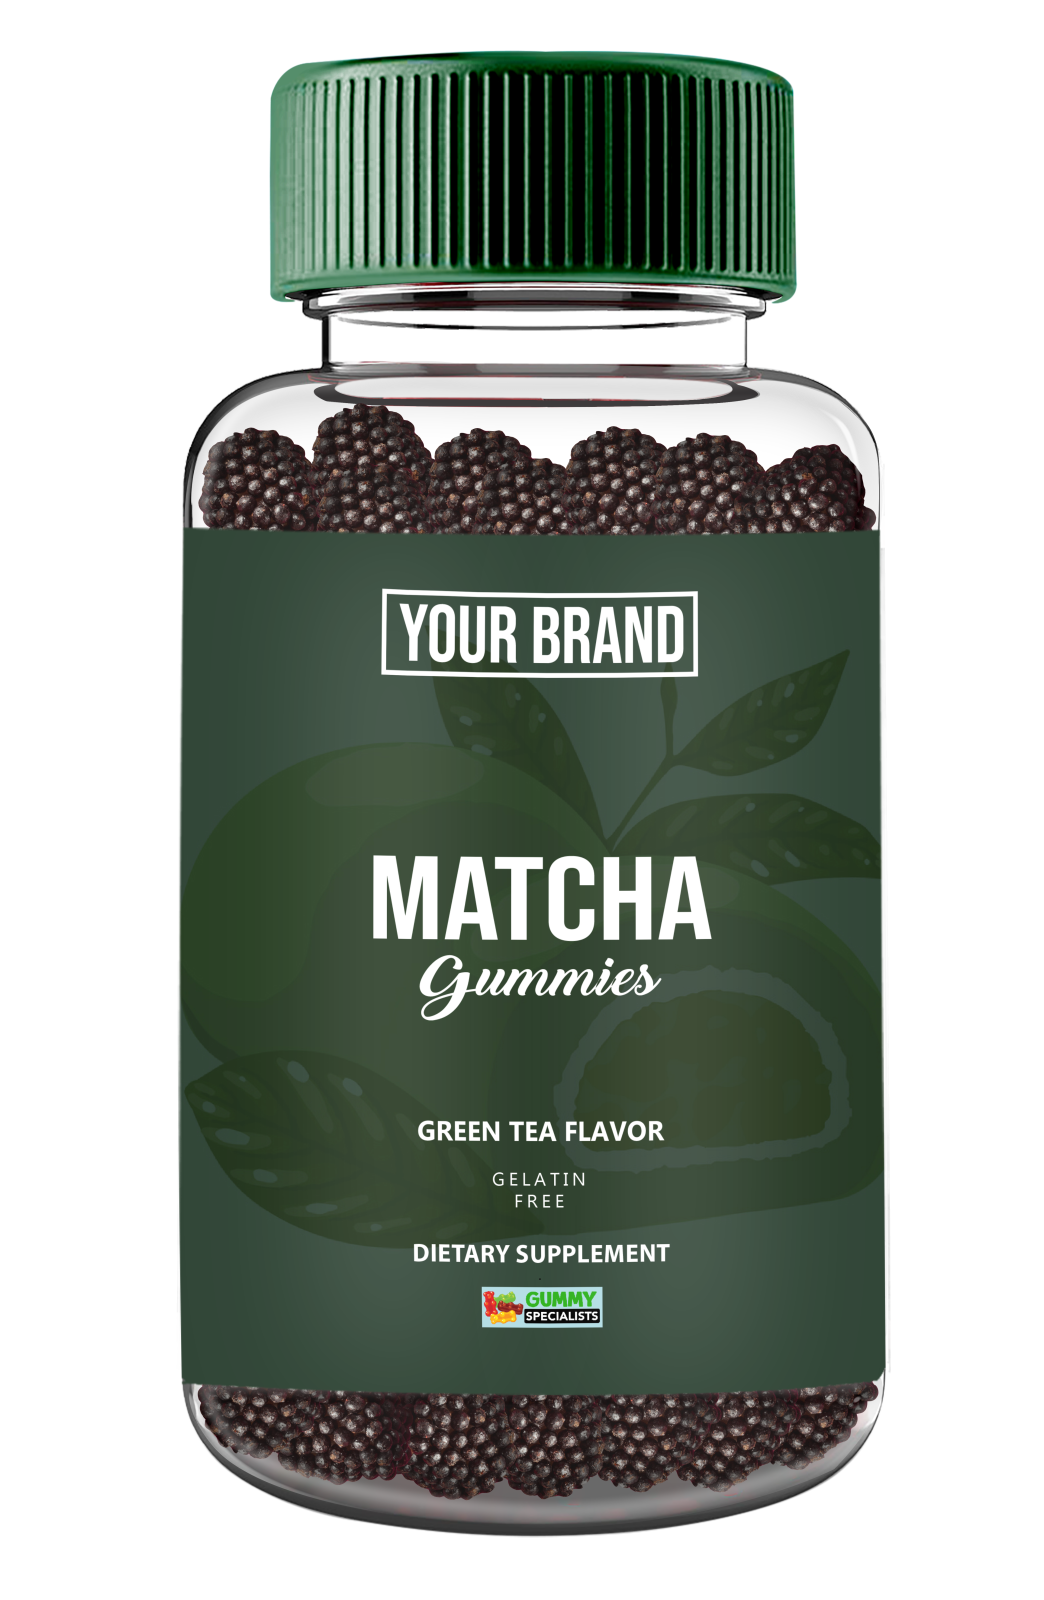 YOUR BRAND
MATCHA
Gummies
GREEN TEA FLAVOR
GELATIN
FREE
DIETARY SUPPLEMENT
GUMMY
SPECIALISTS